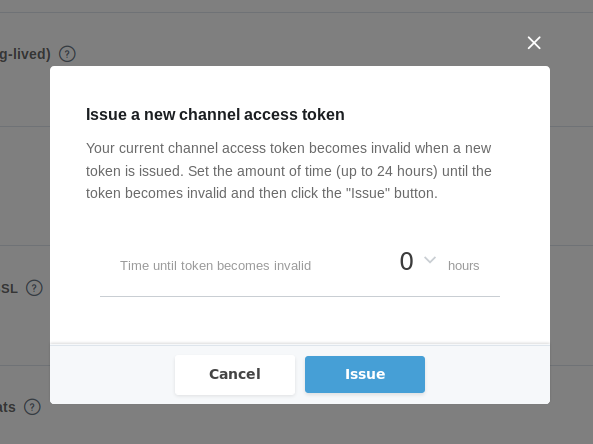 g-lived) ?
Issue a new channel access token
Your current channel access token becomes invalid when a new
token is issued. Set the amount of time (up to 24 hours) until the
token becomes invalid and then click the "Issue" button.
Time until token becomes invalid 0 hours
SL ?
Cancel Issue
ats ?